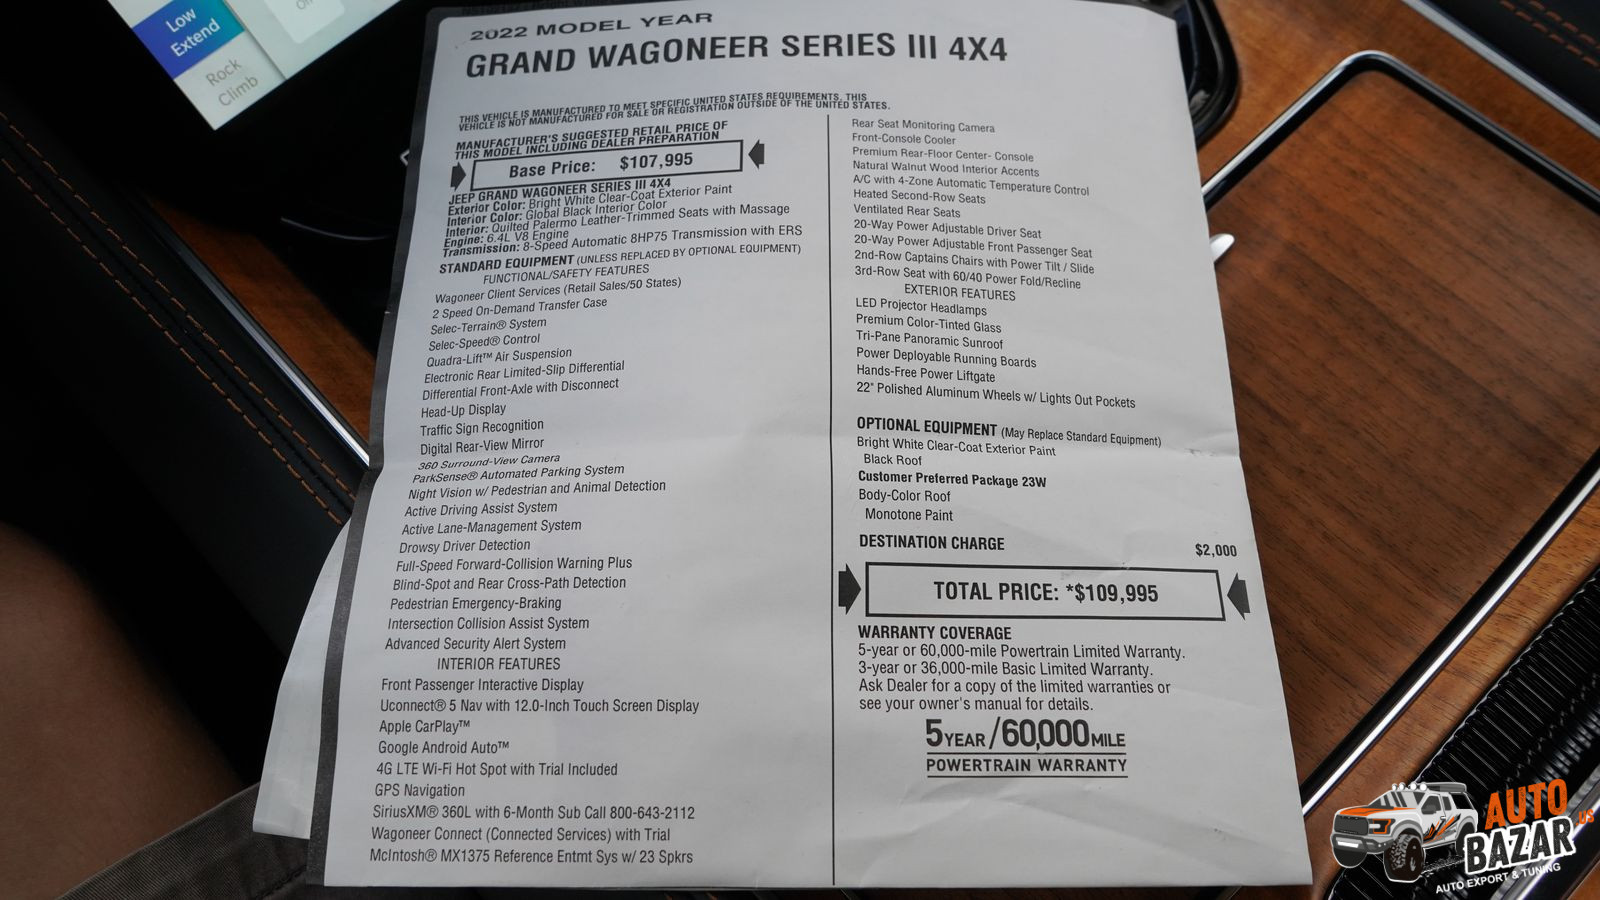 Low
Extend
Rock
Climb
Off
2022 MODEL YEAR
GRAND WAGONEER SERIES III 4X4
THIS VEHICLE IS MANUFACTURED TO MEET SPECIFIC UNITED STATES REQUIREMENTS. THIS
VEHICLE IS NOT MANUFACTURED FOR SALE OR REGISTRATION OUTSIDE OF THE UNITED STATES.
MANUFACTURER'S SUGGESTED RETAIL PRICE OF
THIS MODEL INCLUDING DEALER PREPARATION
Base Price: $107,995
JEEP GRAND WAGONEER SERIES III 4X4
Exterior Color: Bright White Clear-Coat Exterior Paint
Interior Color: Global Black Interior Color
Interior: Quilted Palermo Leather-Trimmed Seats with Massage
Engine: 6.4L V8 Engine
Transmission: 8-Speed Automatic 8HP75 Transmission with ERS
STANDARD EQUIPMENT (UNLESS REPLACED BY OPTIONAL EQUIPMENT)
FUNCTIONAL/SAFETY FEATURES
Wagoneer Client Services (Retail Sales/50 States)
2 Speed On-Demand Transfer Case
Selec-Terrain® System
Selec-Speed® Control
Quadra-Lift™ Air Suspension
Electronic Rear Limited-Slip Differential
Differential Front-Axle with Disconnect
Head-Up Display
Traffic Sign Recognition
Digital Rear-View Mirror
360 Surround-View Camera
ParkSense® Automated Parking System
Night Vision w/ Pedestrian and Animal Detection
Active Driving Assist System
Active Lane-Management System
Drowsy Driver Detection
Full-Speed Forward-Collision Warning Plus
Blind-Spot and Rear Cross-Path Detection
Pedestrian Emergency-Braking
Intersection Collision Assist System
Advanced Security Alert System
INTERIOR FEATURES
Front Passenger Interactive Display
Uconnect® 5 Nav with 12.0-Inch Touch Screen Display
Apple CarPlay™
Google Android Auto™
4G LTE Wi-Fi Hot Spot with Trial Included
GPS Navigation
SiriusXM® 360L with 6-Month Sub Call 800-643-2112
Wagoneer Connect (Connected Services) with Trial
McIntosh® MX1375 Reference Entmt Sys w/ 23 Spkrs
Rear Seat Monitoring Camera
Front-Console Cooler
Premium Rear-Floor Center- Console
Natural Walnut Wood Interior Accents
A/C with 4-Zone Automatic Temperature Control
Heated Second-Row Seats
Ventilated Rear Seats
20-Way Power Adjustable Driver Seat
20-Way Power Adjustable Front Passenger Seat
2nd-Row Captains Chairs with Power Tilt / Slide
3rd-Row Seat with 60/40 Power Fold/Recline
EXTERIOR FEATURES
LED Projector Headlamps
Premium Color-Tinted Glass
Tri-Pane Panoramic Sunroof
Power Deployable Running Boards
Hands-Free Power Liftgate
22" Polished Aluminum Wheels w/ Lights Out Pockets
OPTIONAL EQUIPMENT (May Replace Standard Equipment)
Bright White Clear-Coat Exterior Paint
Black Roof
Customer Preferred Package 23W
Body-Color Roof
Monotone Paint
DESTINATION CHARGE $2,000
TOTAL PRICE: *$109,995
WARRANTY COVERAGE
5-year or 60,000-mile Powertrain Limited Warranty.
3-year or 36,000-mile Basic Limited Warranty.
Ask Dealer for a copy of the limited warranties or
see your owner's manual for details.
5 YEAR /60,000 MILE
POWERTRAIN WARRANTY
AUTO
BAZAR
.US
AUTO EXPORT & TUNING